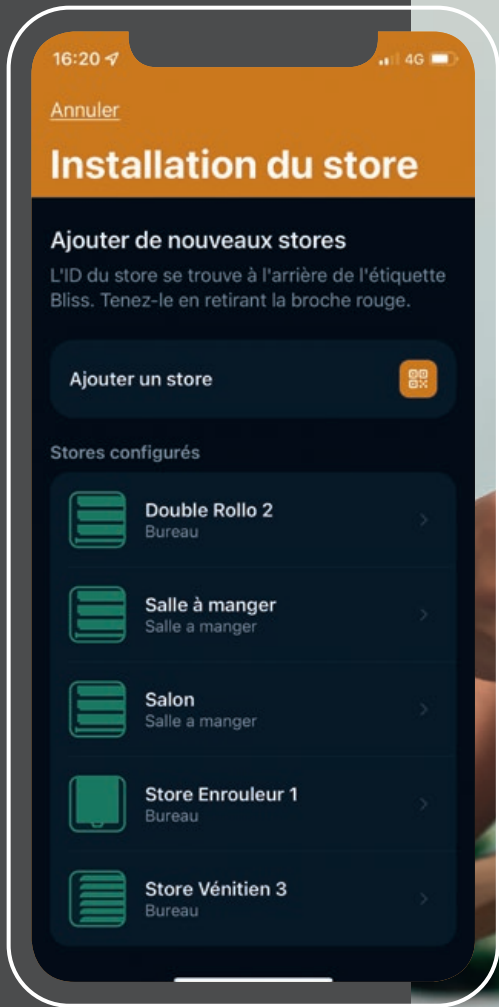 16:20
4G
Annuler
Installation du store
Ajouter de nouveaux stores
L'ID du store se trouve à l'arrière de l'étiquette
Bliss. Tenez-le en retirant la broche rouge.
Ajouter un store
Stores configurés
Double Rollo 2
Bureau
Salle à manger
Salle a manger
Salon
Salle a manger
Store Enrouleur 1
Bureau
Store Vénitien 3
Bureau